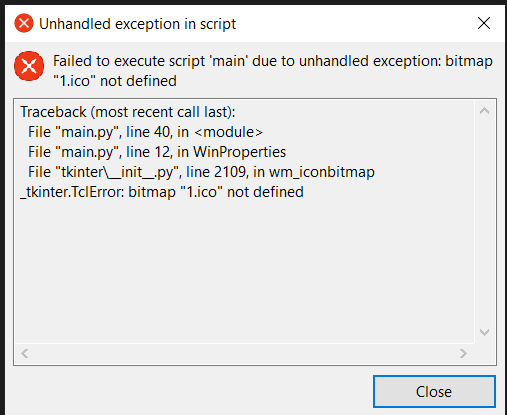 Unhandled exception in script
Failed to execute script 'main' due to unhandled exception: bitmap
"1.ico" not defined
Traceback (most recent call last):
File "main.py", line 40, in <module>
File "main.py", line 12, in WinProperties
File "tkinter\__init__.py", line 2109, in wm_iconbitmap
_tkinter.TclError: bitmap "1.ico" not defined
Close